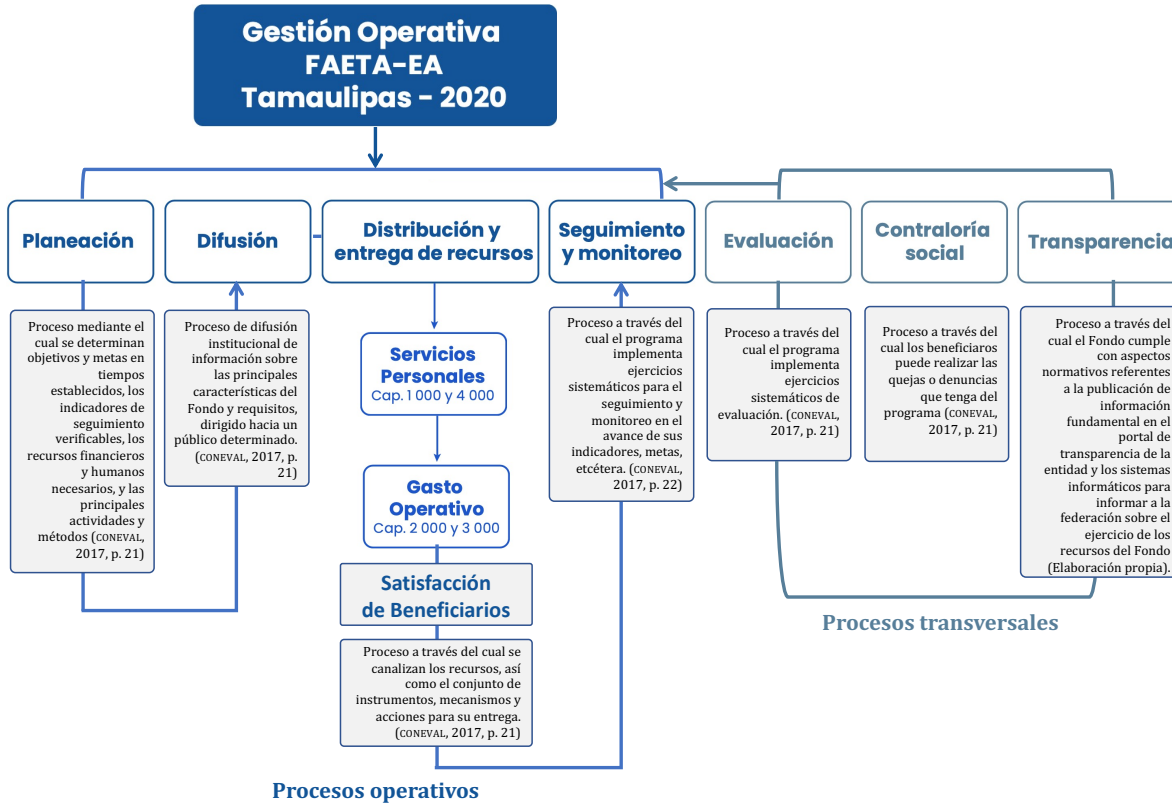 Gestión Operativa
FAETA-EA
Tamaulipas - 2020
Planeación
Difusión
Distribución y
entrega de recursos
Seguimiento
y monitoreo
Evaluación
Contraloría
social
Transparencia
Proceso mediante el
cual se determinan
objetivos y metas en
tiempos
establecidos, los
indicadores de
seguimiento
verificables, los
recursos financieros
y humanos
necesarios, y las
principales
actividades y
métodos (CONEVAL,
2017, p. 21)
Proceso de difusión
institucional de
información sobre
las principales
características del
Fondo y requisitos,
dirigido hacia un
público determinado.
(CONEVAL, 2017, p.
21)
Servicios
Personales
Cap. 1 000 y 4 000
Gasto
Operativo
Cap. 2 000 y 3 000
Satisfacción
de Beneficiarios
Proceso a través del cual se
canalizan los recursos, así
como el conjunto de
instrumentos, mecanismos y
acciones para su entrega.
(CONEVAL, 2017, p. 21)
Proceso a través del
cual el programa
implementa
ejercicios
sistemáticos para el
seguimiento y
monitoreo en el
avance de sus
indicadores, metas,
etcétera. (CONEVAL,
2017, p. 22)
Proceso a través del
cual el programa
implementa
ejercicios
sistemáticos de
evaluación. (CONEVAL,
2017, p. 21)
Proceso a través del
cual los beneficiaros
puede realizar las
quejas o denuncias
que tenga del
programa (CONEVAL,
2017, p. 21)
Proceso a través del
cual el Fondo cumple
con aspectos
normativos referentes
a la publicación de
información
fundamental en el
portal de
transparencia de la
entidad y los sistemas
informáticos para
informar a la
federación sobre el
ejercicio de los
recursos del Fondo
(Elaboración propia).
Procesos transversales
Procesos operativos